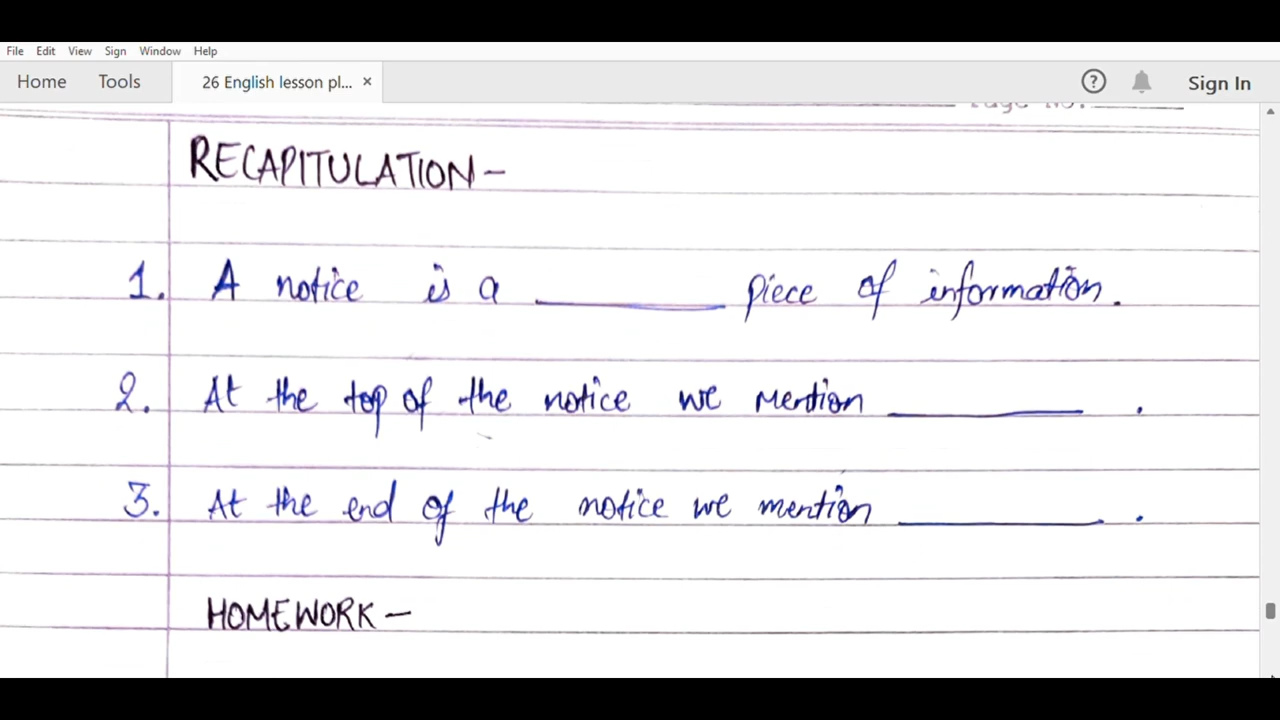 File Edit View Sign Window Help
Home Tools 26 English lesson pl... × ? Sign In
RECAPITULATION -
1. A notice is a ________ piece of information.
2. At the top of the notice we mention ________ .
3. At the end of the notice we mention ________ .
HOMEWORK -